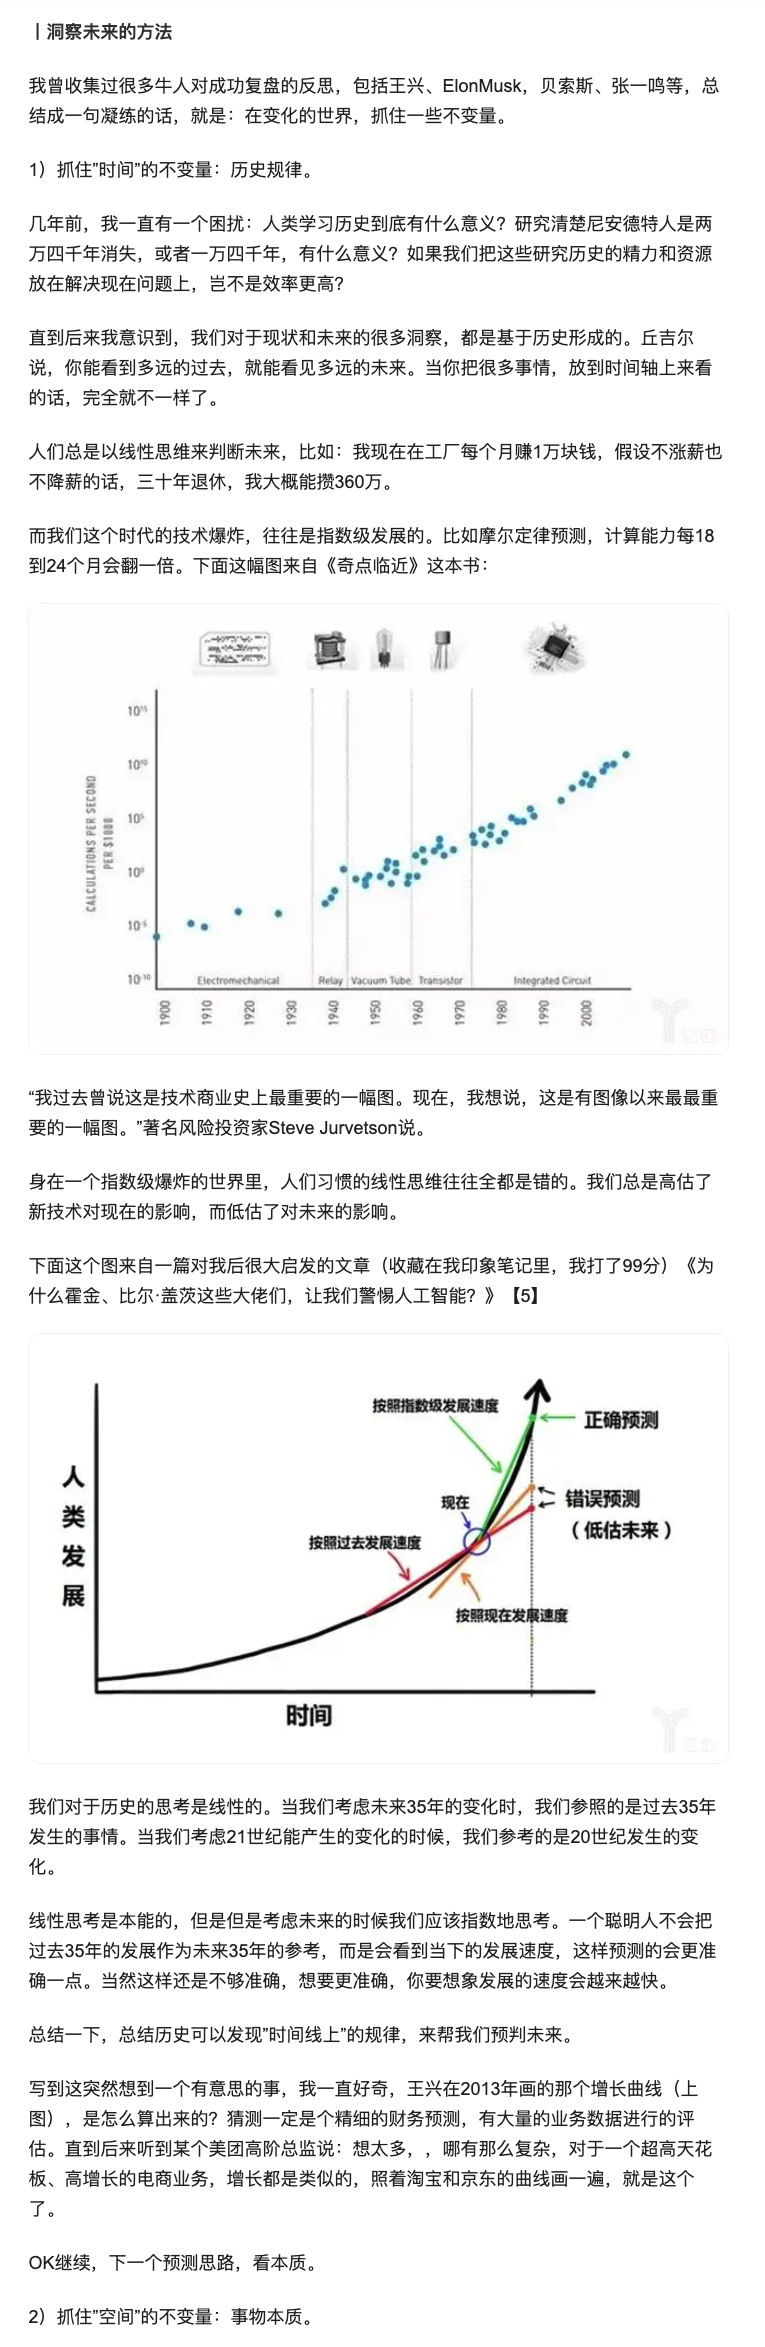 丨洞察未来的方法
我曾收集过很多牛人对成功复盘的反思，包括王兴、ElonMusk，贝索斯、张一鸣等，总
结成一句凝练的话，就是：在变化的世界，抓住一些不变量。
1）抓住”时间”的不变量：历史规律。
几年前，我一直有一个困扰：人类学习历史到底有什么意义？研究清楚尼安德特人是两
万四千年消失，或者一万四千年，有什么意义？如果我们把这些研究历史的精力和资源
放在解决现在问题上，岂不是效率更高？
直到后来我意识到，我们对于现状和未来的很多洞察，都是基于历史形成的。丘吉尔
说，你能看到多远的过去，就能看见多远的未来。当你把很多事情，放到时间轴上来看
的话，完全就不一样了。
人们总是以线性思维来判断未来，比如：我现在在工厂每个月赚1万块钱，假设不涨薪也
不降薪的话，三十年退休，我大概能攒360万。
而我们这个时代的技术爆炸，往往是指数级发展的。比如摩尔定律预测，计算能力每18
到24个月会翻一倍。下面这幅图来自《奇点临近》这本书：
CALCULATIONS PER SECOND
PER $1000
10¹⁵
10¹⁰
10⁵
10⁰
10⁻⁵
10⁻¹⁰
Electromechanical Relay Vacuum Tube Transistor Integrated Circuit
1900 1910 1920 1930 1940 1950 1960 1970 1980 1990 2000
“我过去曾说这是技术商业史上最重要的一幅图。现在，我想说，这是有图像以来最最重
要的一幅图。”著名风险投资家Steve Jurvetson说。
身在一个指数级爆炸的世界里，人们习惯的线性思维往往全都是错的。我们总是高估了
新技术对现在的影响，而低估了对未来的影响。
下面这个图来自一篇对我后很大启发的文章（收藏在我印象笔记里，我打了99分）《为
什么霍金、比尔·盖茨这些大佬们，让我们警惕人工智能？》【5】
按照指数级发展速度
正确预测
人类发展
现在
错误预测
（低估未来）
按照过去发展速度
按照现在发展速度
时间
我们对于历史的思考是线性的。当我们考虑未来35年的变化时，我们参照的是过去35年
发生的事情。当我们考虑21世纪能产生的变化的时候，我们参考的是20世纪发生的变
化。
线性思考是本能的，但是但是考虑未来的时候我们应该指数地思考。一个聪明人不会把
过去35年的发展作为未来35年的参考，而是会看到当下的发展速度，这样预测的会更准
确一点。当然这样还是不够准确，想要更准确，你要想象发展的速度会越来越快。
总结一下，总结历史可以发现”时间线上”的规律，来帮我们预判未来。
写到这突然想到一个有意思的事，我一直好奇，王兴在2013年画的那个增长曲线（上
图）​，是怎么算出来的？猜测一定是个精细的财务预测，有大量的业务数据进行的评
估。直到后来听到某个美团高阶总监说：想太多，，哪有那么复杂，对于一个超高天花
板、高增长的电商业务，增长都是类似的，照着淘宝和京东的曲线画一遍，就是这个
了。
OK继续，下一个预测思路，看本质。
2）抓住”空间”的不变量：事物本质。